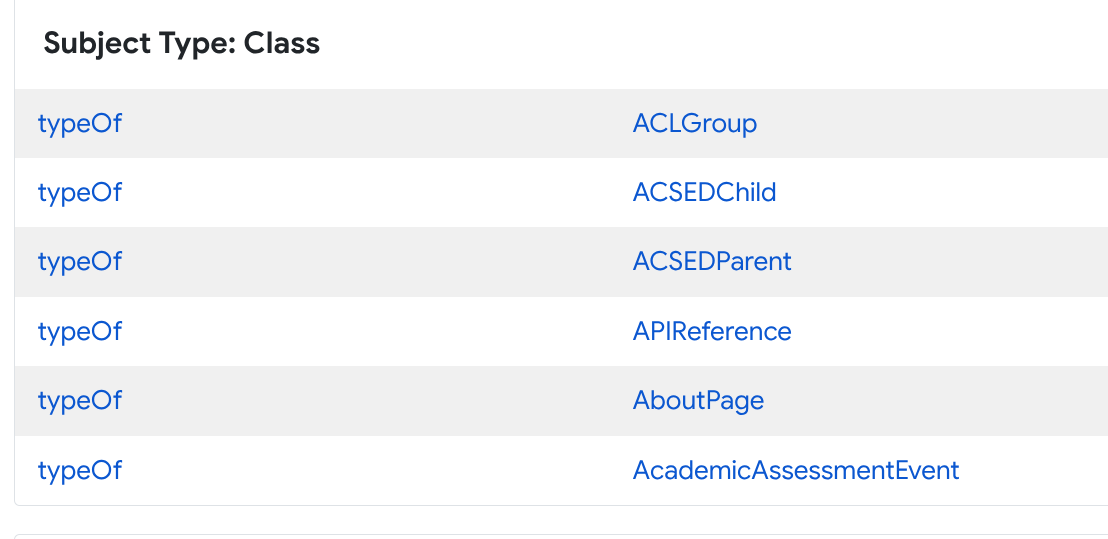 Subject Type: Class
typeOf ACLGroup
typeOf ACSEDChild
typeOf ACSEDParent
typeOf APIReference
typeOf AboutPage
typeOf AcademicAssessmentEvent